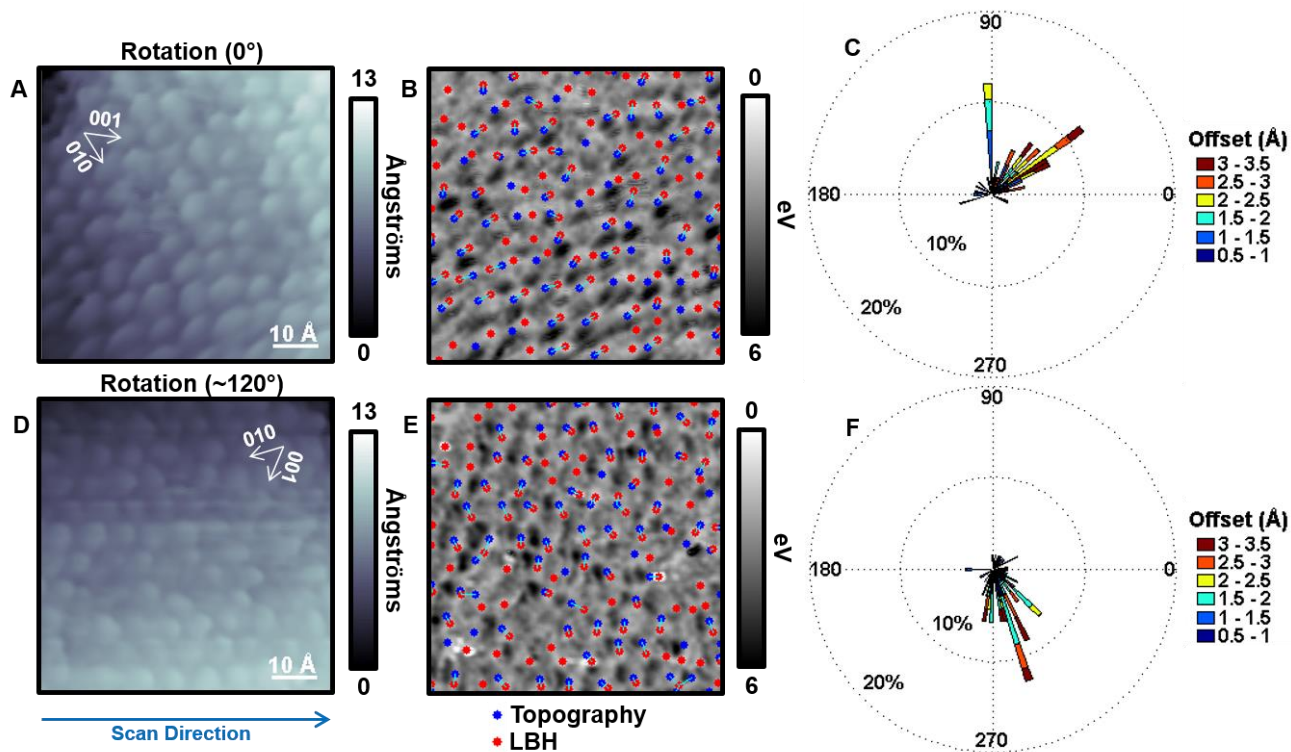 Rotation (0°)
A
001
010
10 Å
13
Ångströms
0
B
0
eV
6
C
90
180
0
10%
20%
270
Offset (Å)
3 - 3.5
2.5 - 3
2 - 2.5
1.5 - 2
1 - 1.5
0.5 - 1
Rotation (~120°)
D
010
001
10 Å
13
Ångströms
0
E
0
eV
6
F
90
180
0
10%
20%
270
Offset (Å)
3 - 3.5
2.5 - 3
2 - 2.5
1.5 - 2
1 - 1.5
0.5 - 1
Scan Direction
Topography
LBH